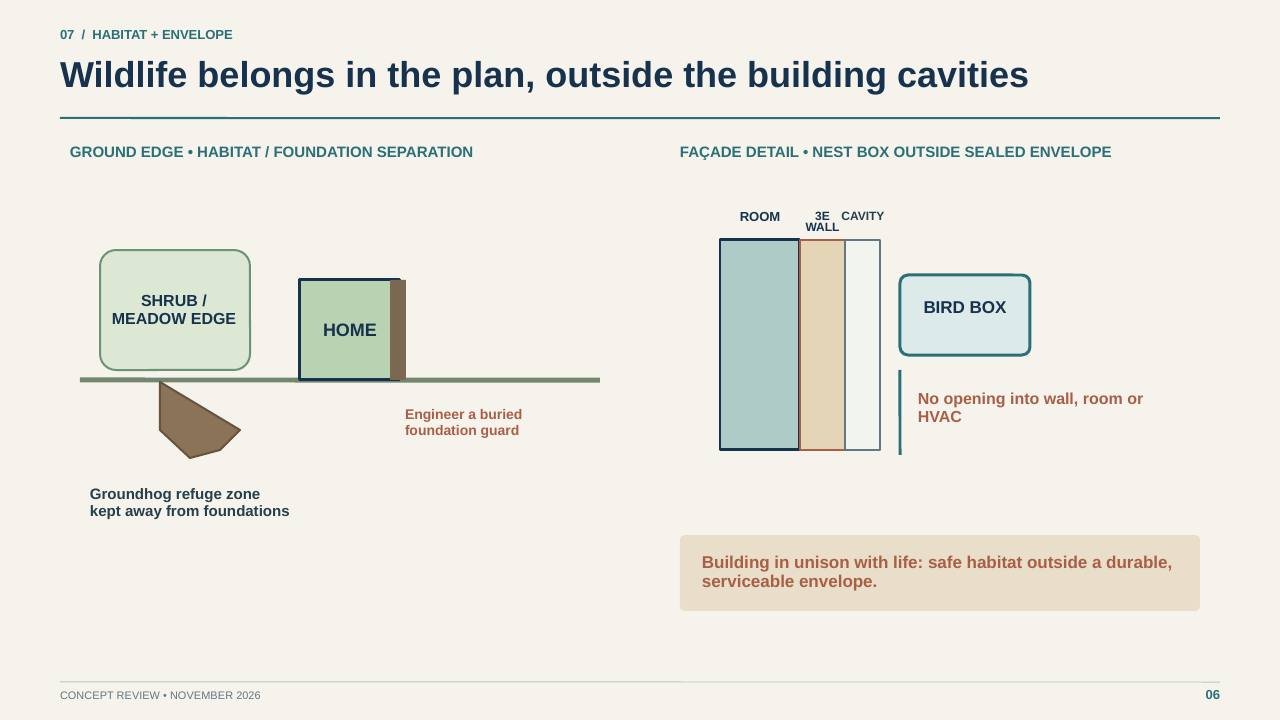 07 / HABITAT + ENVELOPE
Wildlife belongs in the plan, outside the building cavities
GROUND EDGE • HABITAT / FOUNDATION SEPARATION
SHRUB /
MEADOW EDGE
HOME
Engineer a buried
foundation guard
Groundhog refuge zone
kept away from foundations
FAÇADE DETAIL • NEST BOX OUTSIDE SEALED ENVELOPE
ROOM
3E
WALL
CAVITY
BIRD BOX
No opening into wall, room or
HVAC
Building in unison with life: safe habitat outside a durable,
serviceable envelope.
CONCEPT REVIEW • NOVEMBER 2026
06